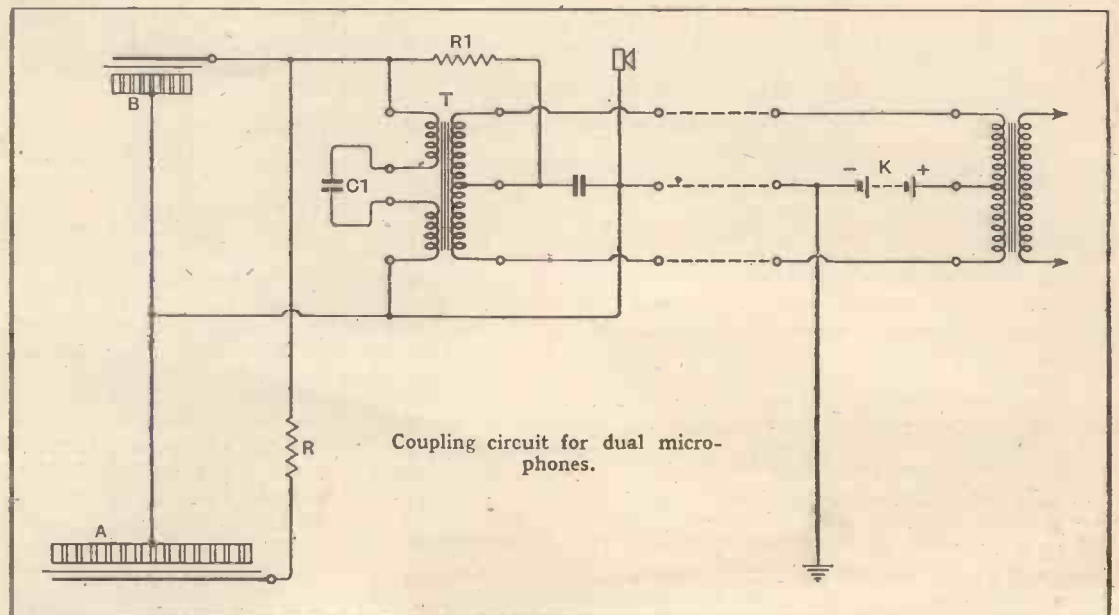 R1
B
T
C1
- K +
R
Coupling circuit for dual micro-
phones.
A